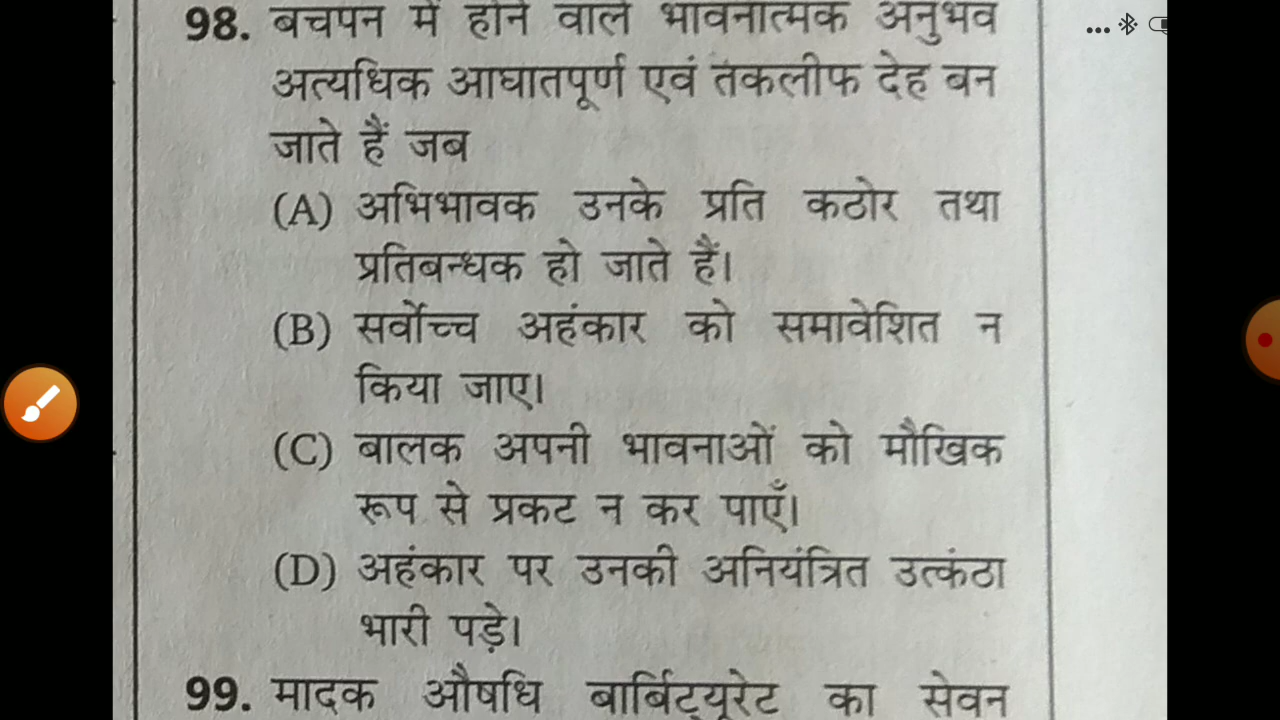 98. बचपन में होने वाले भावनात्मक अनुभव
अत्यधिक आघातपूर्ण एवं तकलीफ देह बन
जाते हैं जब
(A) अभिभावक उनके प्रति कठोर तथा
प्रतिबन्धक हो जाते हैं।
(B) सर्वोच्च अहंकार को समावेशित न
किया जाए।
(C) बालक अपनी भावनाओं को मौखिक
रूप से प्रकट न कर पाएँ।
(D) अहंकार पर उनकी अनियंत्रित उत्कंठा
भारी पड़े।
99. मादक औषधि बार्बिट्यूरेट का सेवन